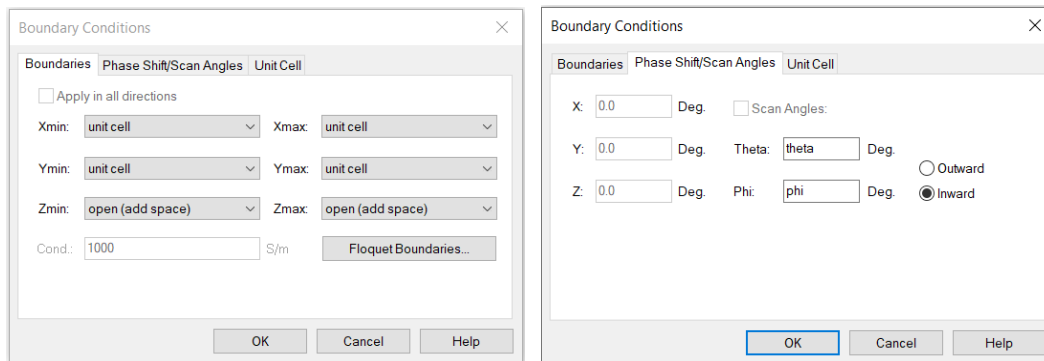 Boundary Conditions
Boundaries Phase Shift/Scan Angles Unit Cell
Apply in all directions
Xmin: unit cell Xmax: unit cell
Ymin: unit cell Ymax: unit cell
Zmin: open (add space) Zmax: open (add space)
Cond.: 1000 S/m Floquet Boundaries...
OK Cancel Help
Boundary Conditions
Boundaries Phase Shift/Scan Angles Unit Cell
X: 0.0 Deg. Scan Angles:
Y: 0.0 Deg. Theta: theta Deg.
Outward
Z: 0.0 Deg. Phi: phi Deg. Inward
OK Cancel Help